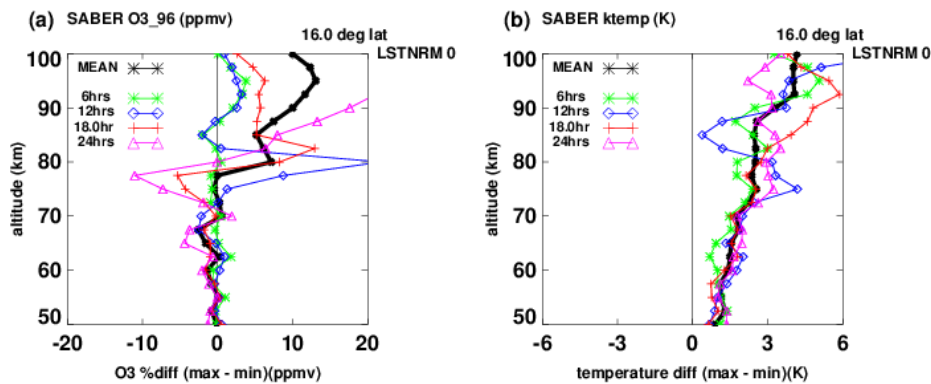 (a) SABER O3_96 (ppmv)
16.0 deg lat
LSTNRM 0
MEAN
6hrs
12hrs
18.0hr
24hrs
altitude (km)
100
90
80
70
60
50
-20
-10
0
10
20
O3 %diff (max - min)(ppmv)
(b) SABER ktemp (K)
16.0 deg lat
LSTNRM 0
MEAN
6hrs
12hrs
18.0hr
24hrs
altitude (km)
100
90
80
70
60
50
-6
-3
0
3
6
temperature diff (max - min)(K)